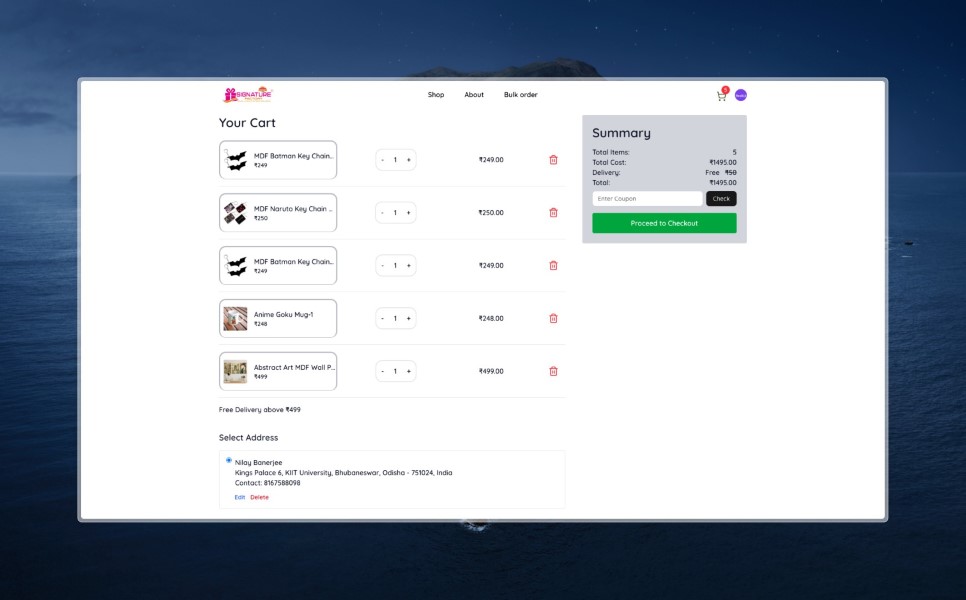 SIGNATURE
Shop
About
Bulk order
5
Your Cart
MDF Batman Key Chain...
₹249
- 1 +
₹249.00
MDF Naruto Key Chain ...
₹250
- 1 +
₹250.00
MDF Batman Key Chain...
₹249
- 1 +
₹249.00
Anime Goku Mug-1
₹248
- 1 +
₹248.00
Abstract Art MDF Wall P...
₹499
- 1 +
₹499.00
Free Delivery above ₹499
Select Address
Nilay Banerjee
Kings Palace 6, KIIT University, Bhubaneswar, Odisha - 751024, India
Contact: 8167588098
Edit Delete
Summary
Total Items: 5
Total Cost: ₹1495.00
Delivery: Free ₹50
Total: ₹1495.00
Enter Coupon
Check
Proceed to Checkout